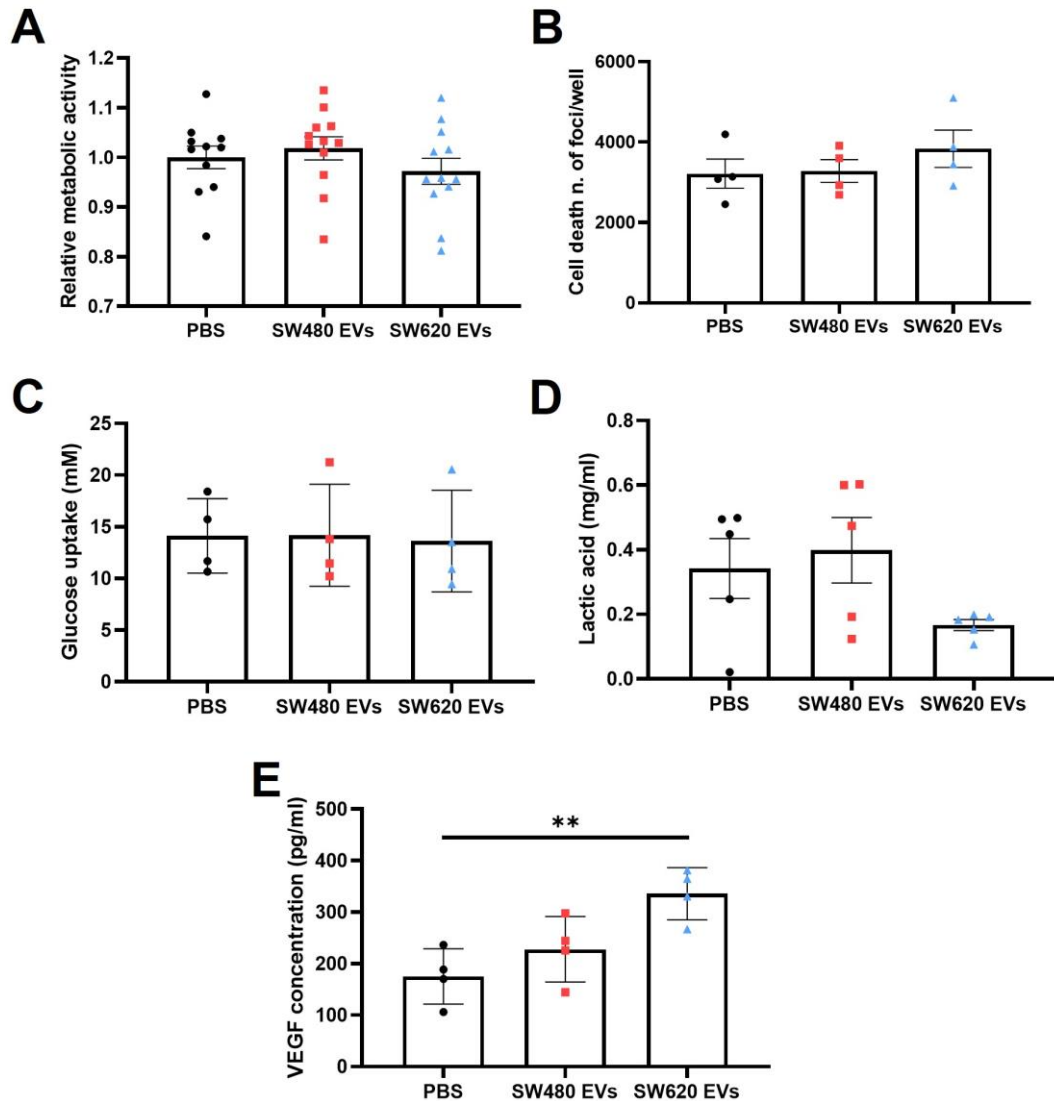 A
Relative metabolic activity
1.2
1.1
1.0
0.9
0.8
0.7
PBS SW480 EVs SW620 EVs
B
Cell death n. of foci/well
6000
4000
2000
0
PBS SW480 EVs SW620 EVs
C
Glucose uptake (mM)
25
20
15
10
5
0
PBS SW480 EVs SW620 EVs
D
Lactic acid (mg/ml)
0.8
0.6
0.4
0.2
0.0
PBS SW480 EVs SW620 EVs
E
VEGF concentration (pg/ml)
500
400
300
200
100
0
**
PBS SW480 EVs SW620 EVs